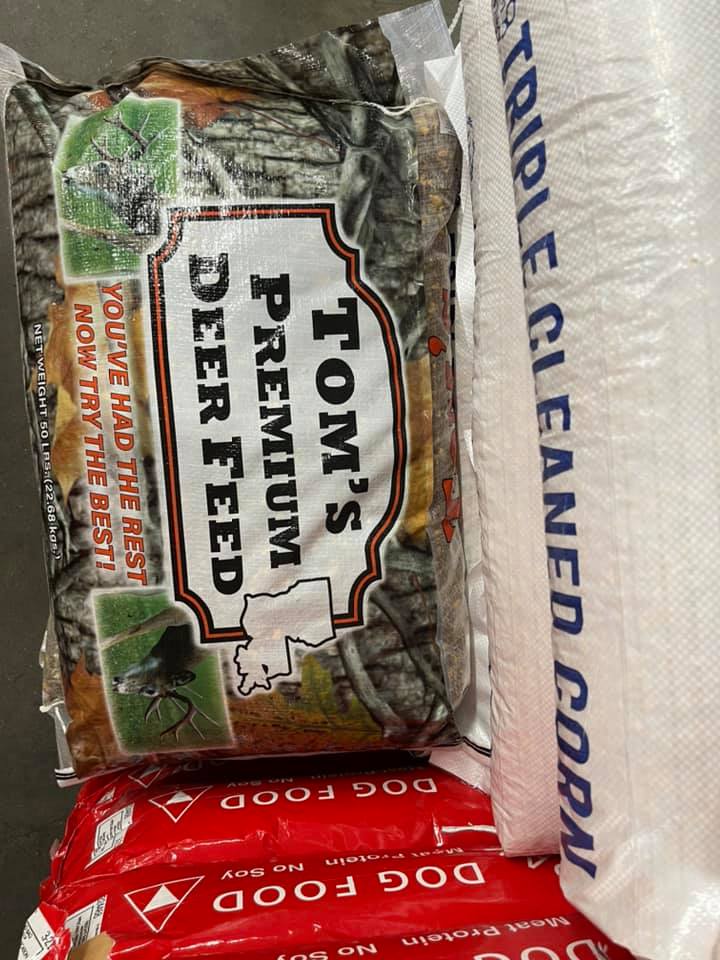 TOM'S
PREMIUM
DEER FEED
YOU'VE HAD THE REST
NOW TRY THE BEST!
NET WEIGHT 50 LBS. (22.68 kgs.)
TRIPLE CLEANED CORN
DOG FOOD
Meat Protein No Soy
DOG FOOD
Meat Protein No Soy
DOG